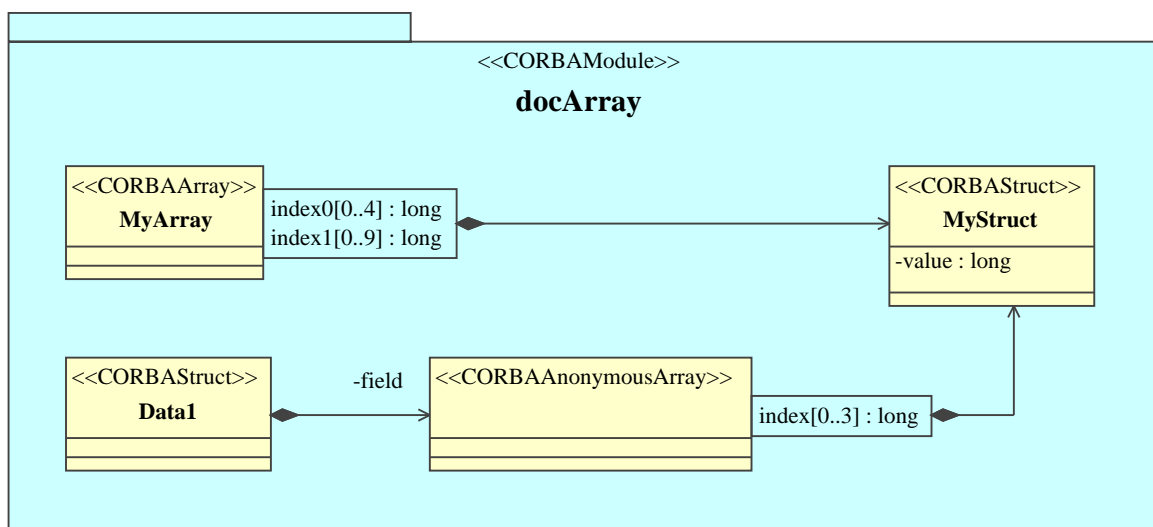 <<CORBAModule>>
docArray
<<CORBAArray>>
MyArray
index0[0..4] : long
index1[0..9] : long
<<CORBAStruct>>
MyStruct
-value : long
<<CORBAStruct>>
Data1
-field
<<CORBAAnonymousArray>>
index[0..3] : long